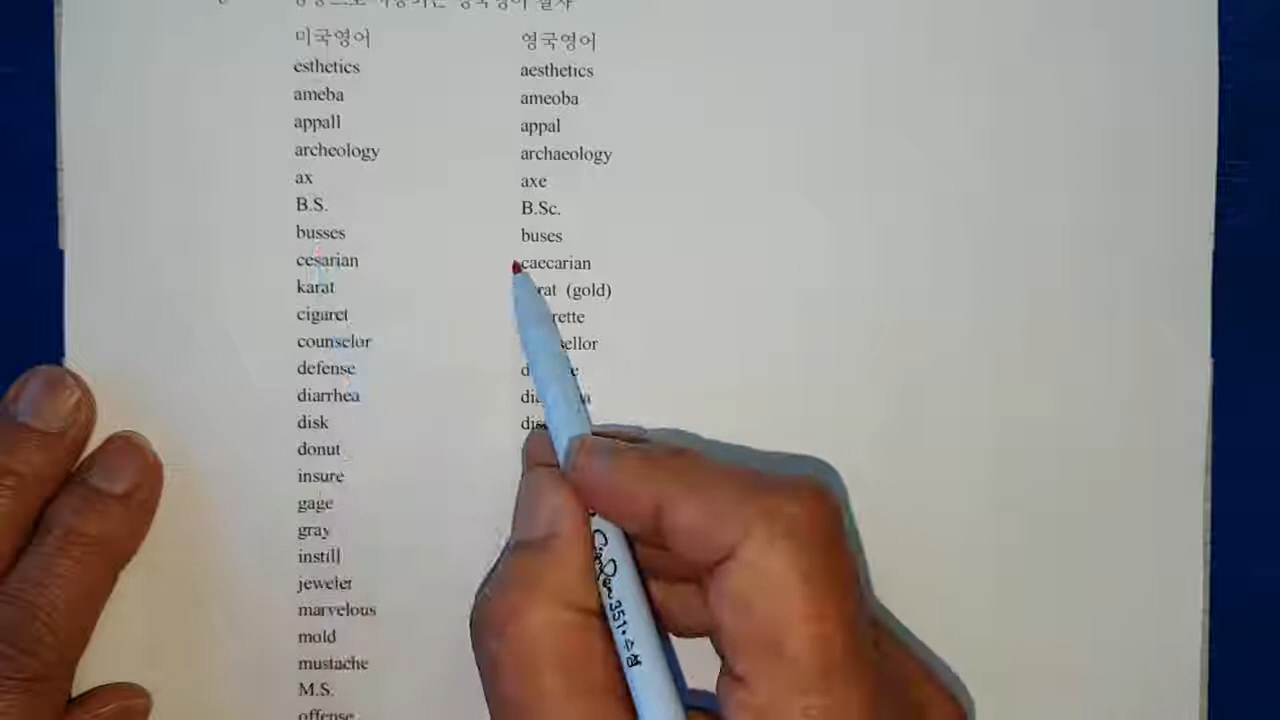 미국영어 영국영어
esthetics aesthetics
ameba ameoba
appall appal
archeology archaeology
ax axe
B.S. B.Sc.
busses buses
cesarian caecarian
karat (gold)
cigaret
counselor
defense
diarrhea
disk
donut
insure
gage
gray
instill
jeweler
marvelous
mold
mustache
M.S.
offense
351